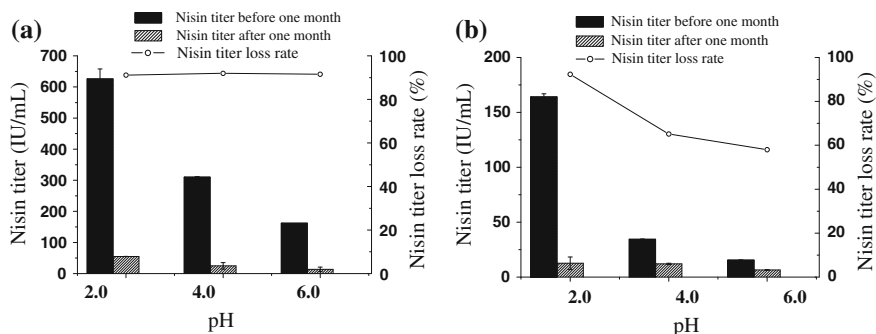 (a)
Nisin titer before one month
Nisin titer after one month
Nisin titer loss rate
Nisin titer (IU/mL)
700
600
500
400
300
200
100
50
0
100
80
60
40
20
0
Nisin titer loss rate (%)
2.0 4.0 6.0
pH
(b)
Nisin titer before one month
Nisin titer after one month
Nisin titer loss rate
Nisin titer (IU/mL)
200
175
150
100
50
25
0
100
80
60
40
20
0
Nisin titer loss rate (%)
2.0 4.0 6.0
pH